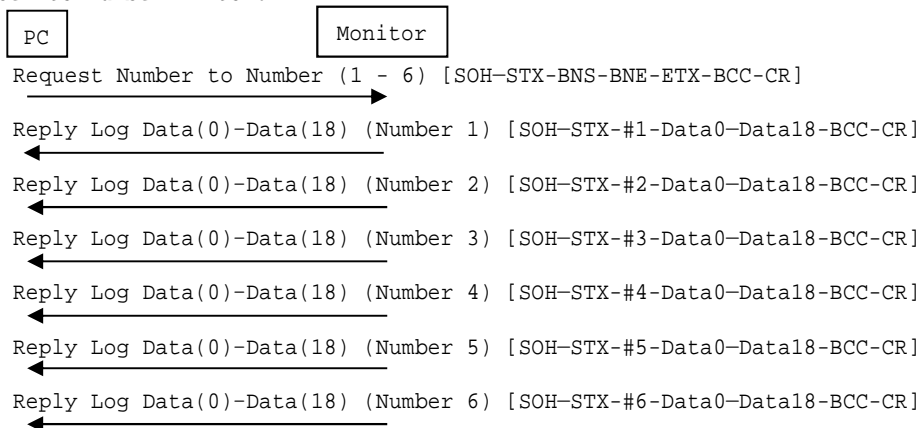 PC Monitor
Request Number to Number (1 - 6) [SOH—STX-BNS-BNE-ETX-BCC-CR]
Reply Log Data(0)-Data(18) (Number 1) [SOH—STX-#1-Data0—Data18-BCC-CR]
Reply Log Data(0)-Data(18) (Number 2) [SOH—STX-#2-Data0—Data18-BCC-CR]
Reply Log Data(0)-Data(18) (Number 3) [SOH—STX-#3-Data0—Data18-BCC-CR]
Reply Log Data(0)-Data(18) (Number 4) [SOH—STX-#4-Data0—Data18-BCC-CR]
Reply Log Data(0)-Data(18) (Number 5) [SOH—STX-#5-Data0—Data18-BCC-CR]
Reply Log Data(0)-Data(18) (Number 6) [SOH—STX-#6-Data0—Data18-BCC-CR]